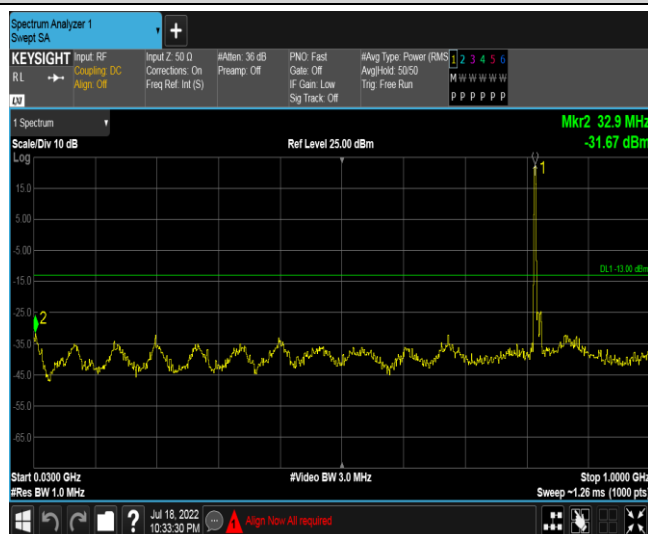 Spectrum Analyzer 1
Swept SA
+
KEYSIGHT
RL
LXI
Input: RF
Coupling: DC
Align: Off
Input Z: 50 Ω
Corrections: On
Freq Ref: Int (S)
#Atten: 36 dB
Preamp: Off
PNO: Fast
Gate: Off
IF Gain: Low
Sig Track: Off
#Avg Type: Power (RMS
Avg|Hold: 50/50
Trig: Free Run
1 2 3 4 5 6
M W W W W W
P P P P P P
1 Spectrum
Mkr2 32.9 MHz
Scale/Div 10 dB
Ref Level 25.00 dBm
-31.67 dBm
Log
1
15.0
5.00
-5.00
DL1 -13.00 dBm
-15.0
-25.0
2
-35.0
-45.0
-55.0
-65.0
Start 0.0300 GHz
#Video BW 3.0 MHz
Stop 1.0000 GHz
#Res BW 1.0 MHz
Sweep ~1.26 ms (1000 pts)
?
Jul 18, 2022
10:33:30 PM
Align Now All required